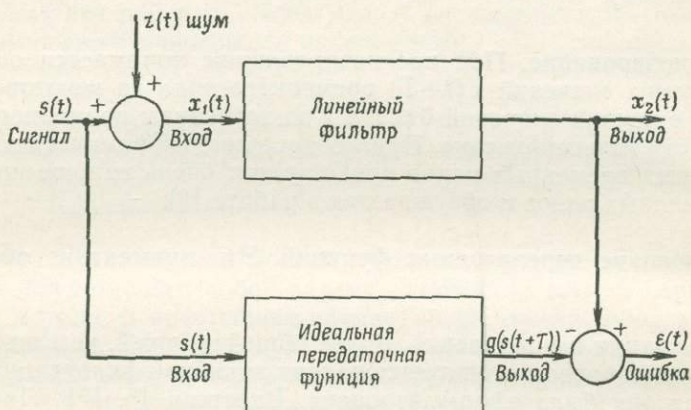 z(t) шум
s(t) + +
Сигнал
x₁(t)
Вход
Линейный
фильтр
x₂(t)
Выход
s(t)
Вход
Идеальная
передаточная
функция
g(s(t+T)) − +
Выход
ε(t)
Ошибка